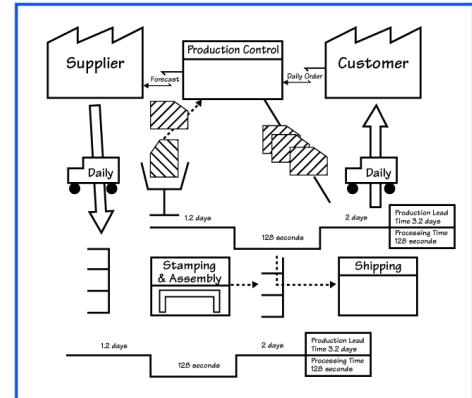 Production Control
Supplier
Customer
Forecast
Daily Order
Daily
Daily
1.2 days
2 days
Production Lead
Time 3.2 days
128 seconds
Processing Time
128 seconds
Stamping
& Assembly
Shipping
1.2 days
2 days
Production Lead
Time 3.2 days
128 seconds
Processing Time
128 seconds